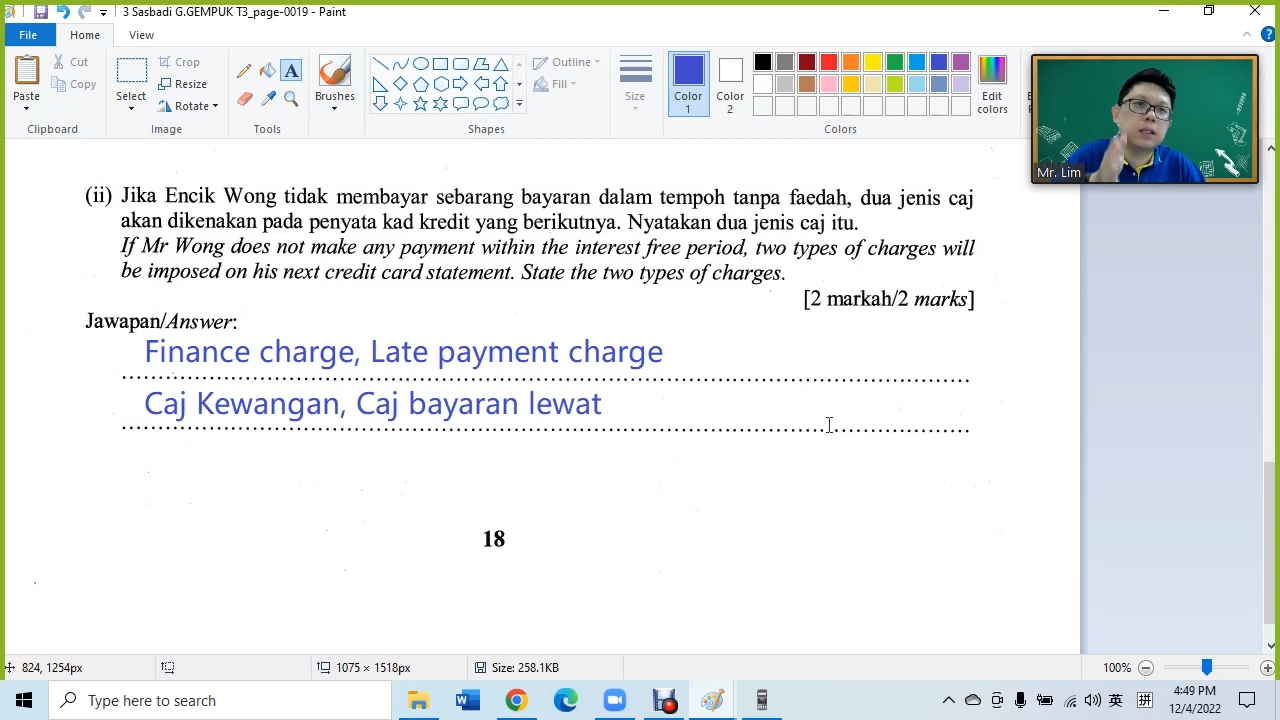 3 Sasbadi G.GEMPUK T3_page-0019 - Paint
File Home View
Paste Cut Copy Clipboard
Select Crop Resize Rotate Image
Tools
Brushes
Outline Fill Shapes
Size
Color 1 Color 2 Edit colors Colors
Mr. Lim
(ii) Jika Encik Wong tidak membayar sebarang bayaran dalam tempoh tanpa faedah, dua jenis caj
akan dikenakan pada penyata kad kredit yang berikutnya. Nyatakan dua jenis caj itu.
If Mr Wong does not make any payment within the interest free period, two types of charges will
be imposed on his next credit card statement. State the two types of charges.
[2 markah/2 marks]
Jawapan/Answer:
Finance charge, Late payment charge
Caj Kewangan, Caj bayaran lewat
18
824, 1254px 1075 × 1518px Size: 258.1KB 100%
Type here to search
英 拼 4:49 PM
12/4/2022